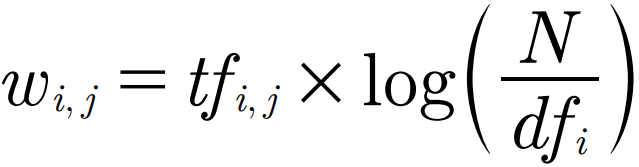 w_{i,j} = tf_{i,j} × log(N/df_i)